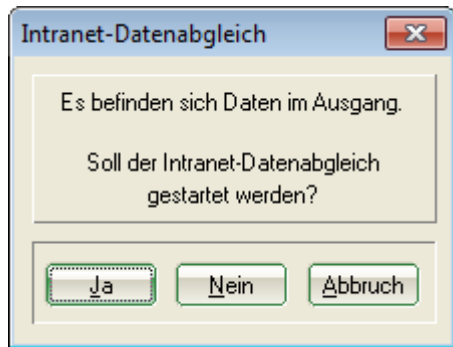 Intranet-Datenabgleich
Es befinden sich Daten im Ausgang.
Soll der Intranet-Datenabgleich
gestartet werden?
Ja Nein Abbruch